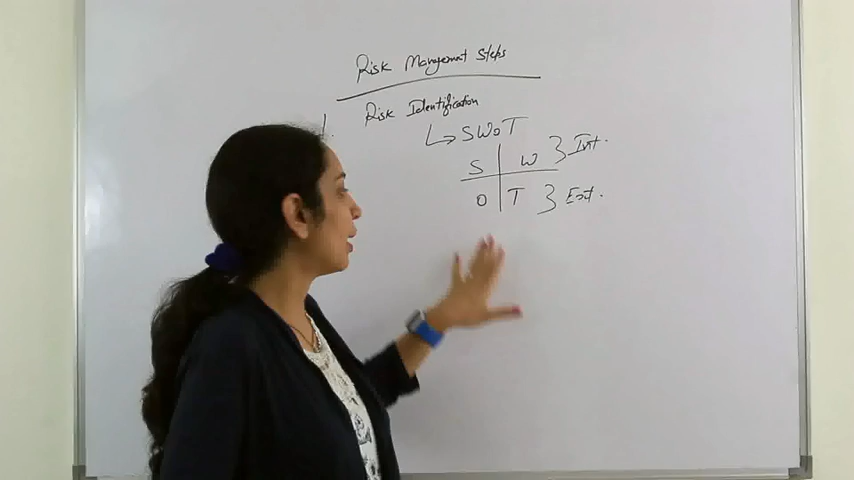 Risk Management Steps
1. Risk Identification
↳ SWOT
S | W } Int.
O | T } Ext.